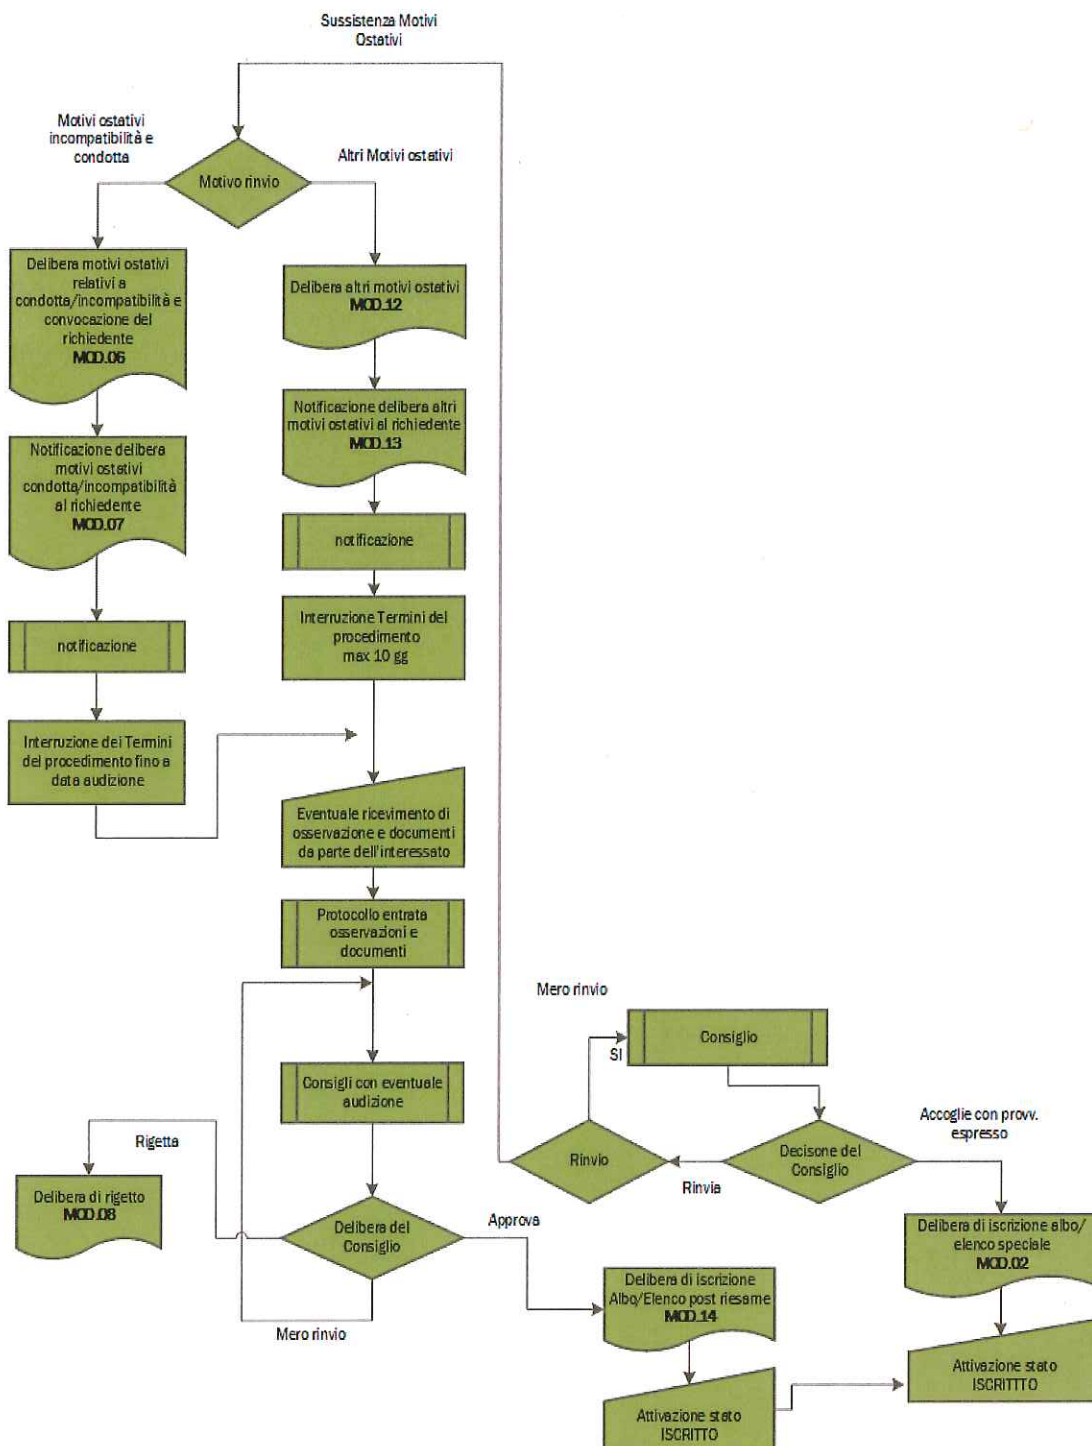 Sussistenza Motivi
Ostativi
Motivi ostativi
incompatibilità e
condotta
Altri Motivi ostativi
Motivo rinvio
Delibera motivi ostativi
relativi a
condotta/incompatibilità e
convocazione del
richiedente
MOD.06
Delibera altri motivi ostativi
MOD.12
Notificazione delibera altri
motivi ostativi al richiedente
MOD.13
Notificazione delibera
motivi ostativi
condotta/incompatibilità
al richiedente
MOD.07
notificazione
Interruzione Termini del
procedimento
max 10 gg
notificazione
Interruzione dei Termini
del procedimento fino a
data audizione
Eventuale ricevimento di
osservazione e documenti
da parte dell'interessato
Protocollo entrata
osservazioni e
documenti
Mero rinvio
SI
Consiglio
Consigli con eventuale
audizione
Accoglie con provv.
espresso
Rigetta
Rinvio
Rinvia
Decisone del
Consiglio
Delibera di rigetto
MOD.08
Delibera del
Consiglio
Approva
Delibera di iscrizione albo/
elenco speciale
MOD.02
Mero rinvio
Delibera di iscrizione
Albo/Elenco post riesame
MOD.14
Attivazione stato
ISCRITTTO
Attivazione stato
ISCRITTO